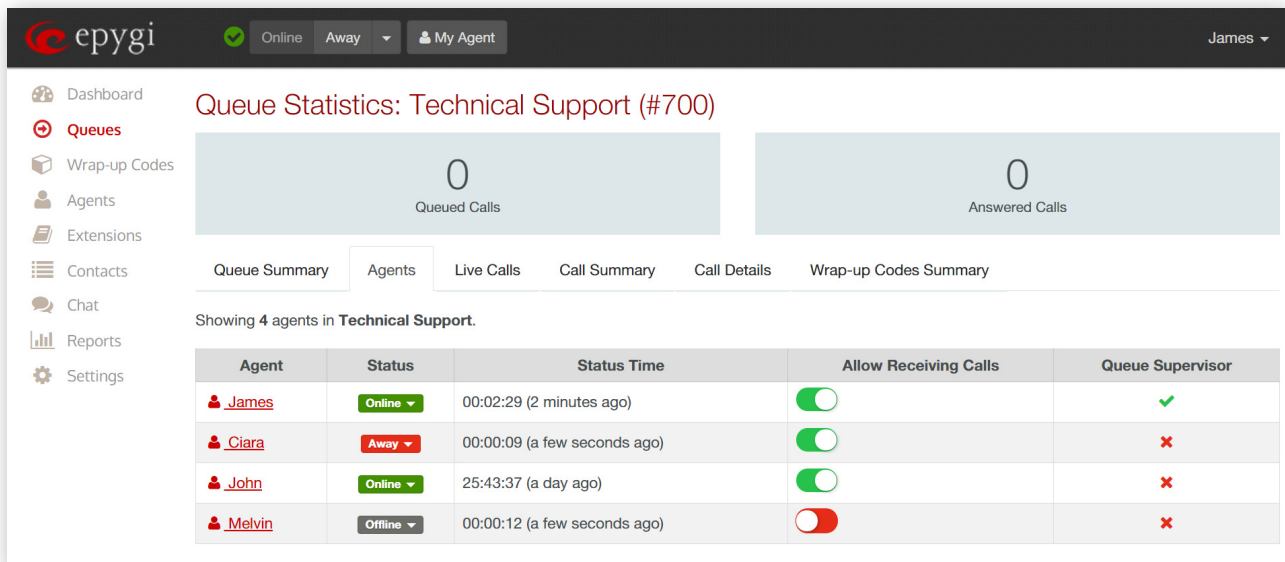 epygi Online Away My Agent James
Dashboard
Queues
Wrap-up Codes
Agents
Extensions
Contacts
Chat
Reports
Settings
Queue Statistics: Technical Support (#700)
0 0
Queued Calls Answered Calls
Queue Summary Agents Live Calls Call Summary Call Details Wrap-up Codes Summary
Showing 4 agents in Technical Support.
Agent Status Status Time Allow Receiving Calls Queue Supervisor
James Online 00:02:29 (2 minutes ago)
Ciara Away 00:00:09 (a few seconds ago)
John Online 25:43:37 (a day ago)
Melvin Offline 00:00:12 (a few seconds ago)